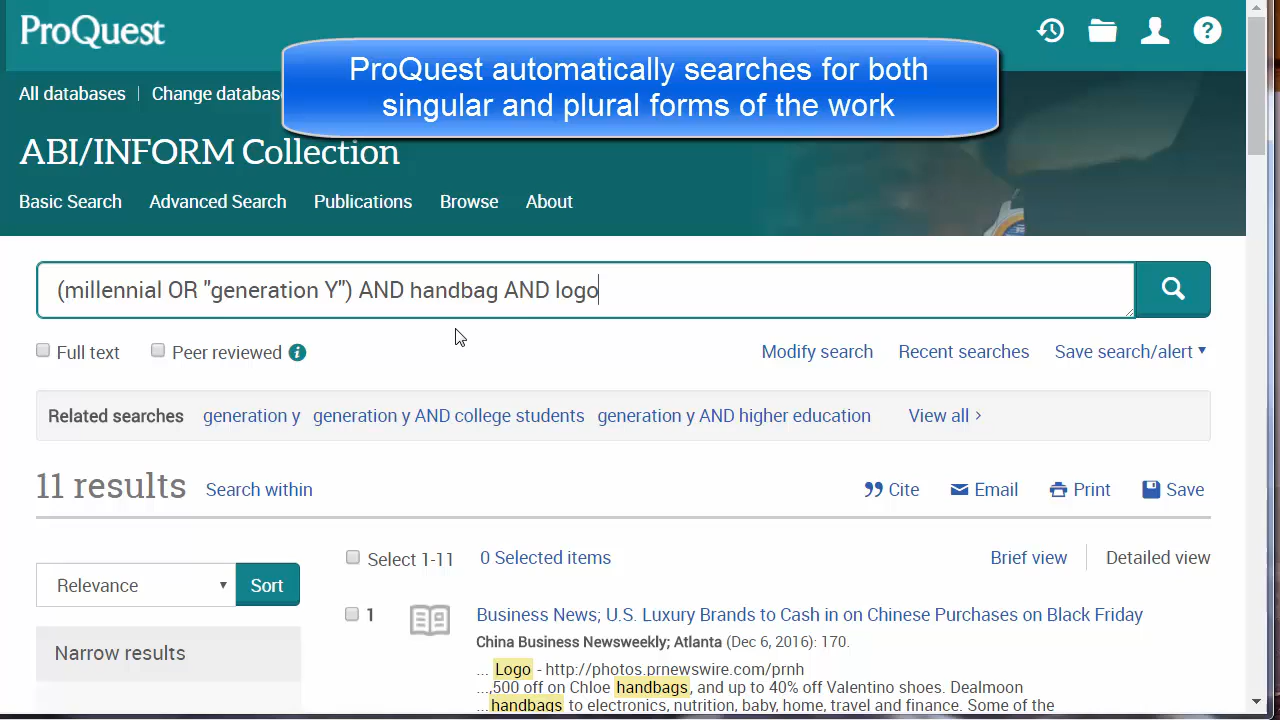 ProQuest
ProQuest automatically searches for both
singular and plural forms of the work
All databases | Change databas
ABI/INFORM Collection
Basic Search Advanced Search Publications Browse About
(millennial OR "generation Y") AND handbag AND logo
Full text Peer reviewed i
Modify search Recent searches Save search/alert
Related searches generation y generation y AND college students generation y AND higher education View all >
11 results Search within
Cite Email Print Save
Select 1-11 0 Selected items Brief view Detailed view
Relevance Sort
1 Business News; U.S. Luxury Brands to Cash in on Chinese Purchases on Black Friday
China Business Newsweekly; Atlanta (Dec 6, 2016): 170.
Narrow results
... Logo - http://photos.prnewswire.com/prnh
...,500 off on Chloe handbags, and up to 40% off Valentino shoes. Dealmoon
...handbags to electronics, nutrition, baby, home, travel and finance. Some of the